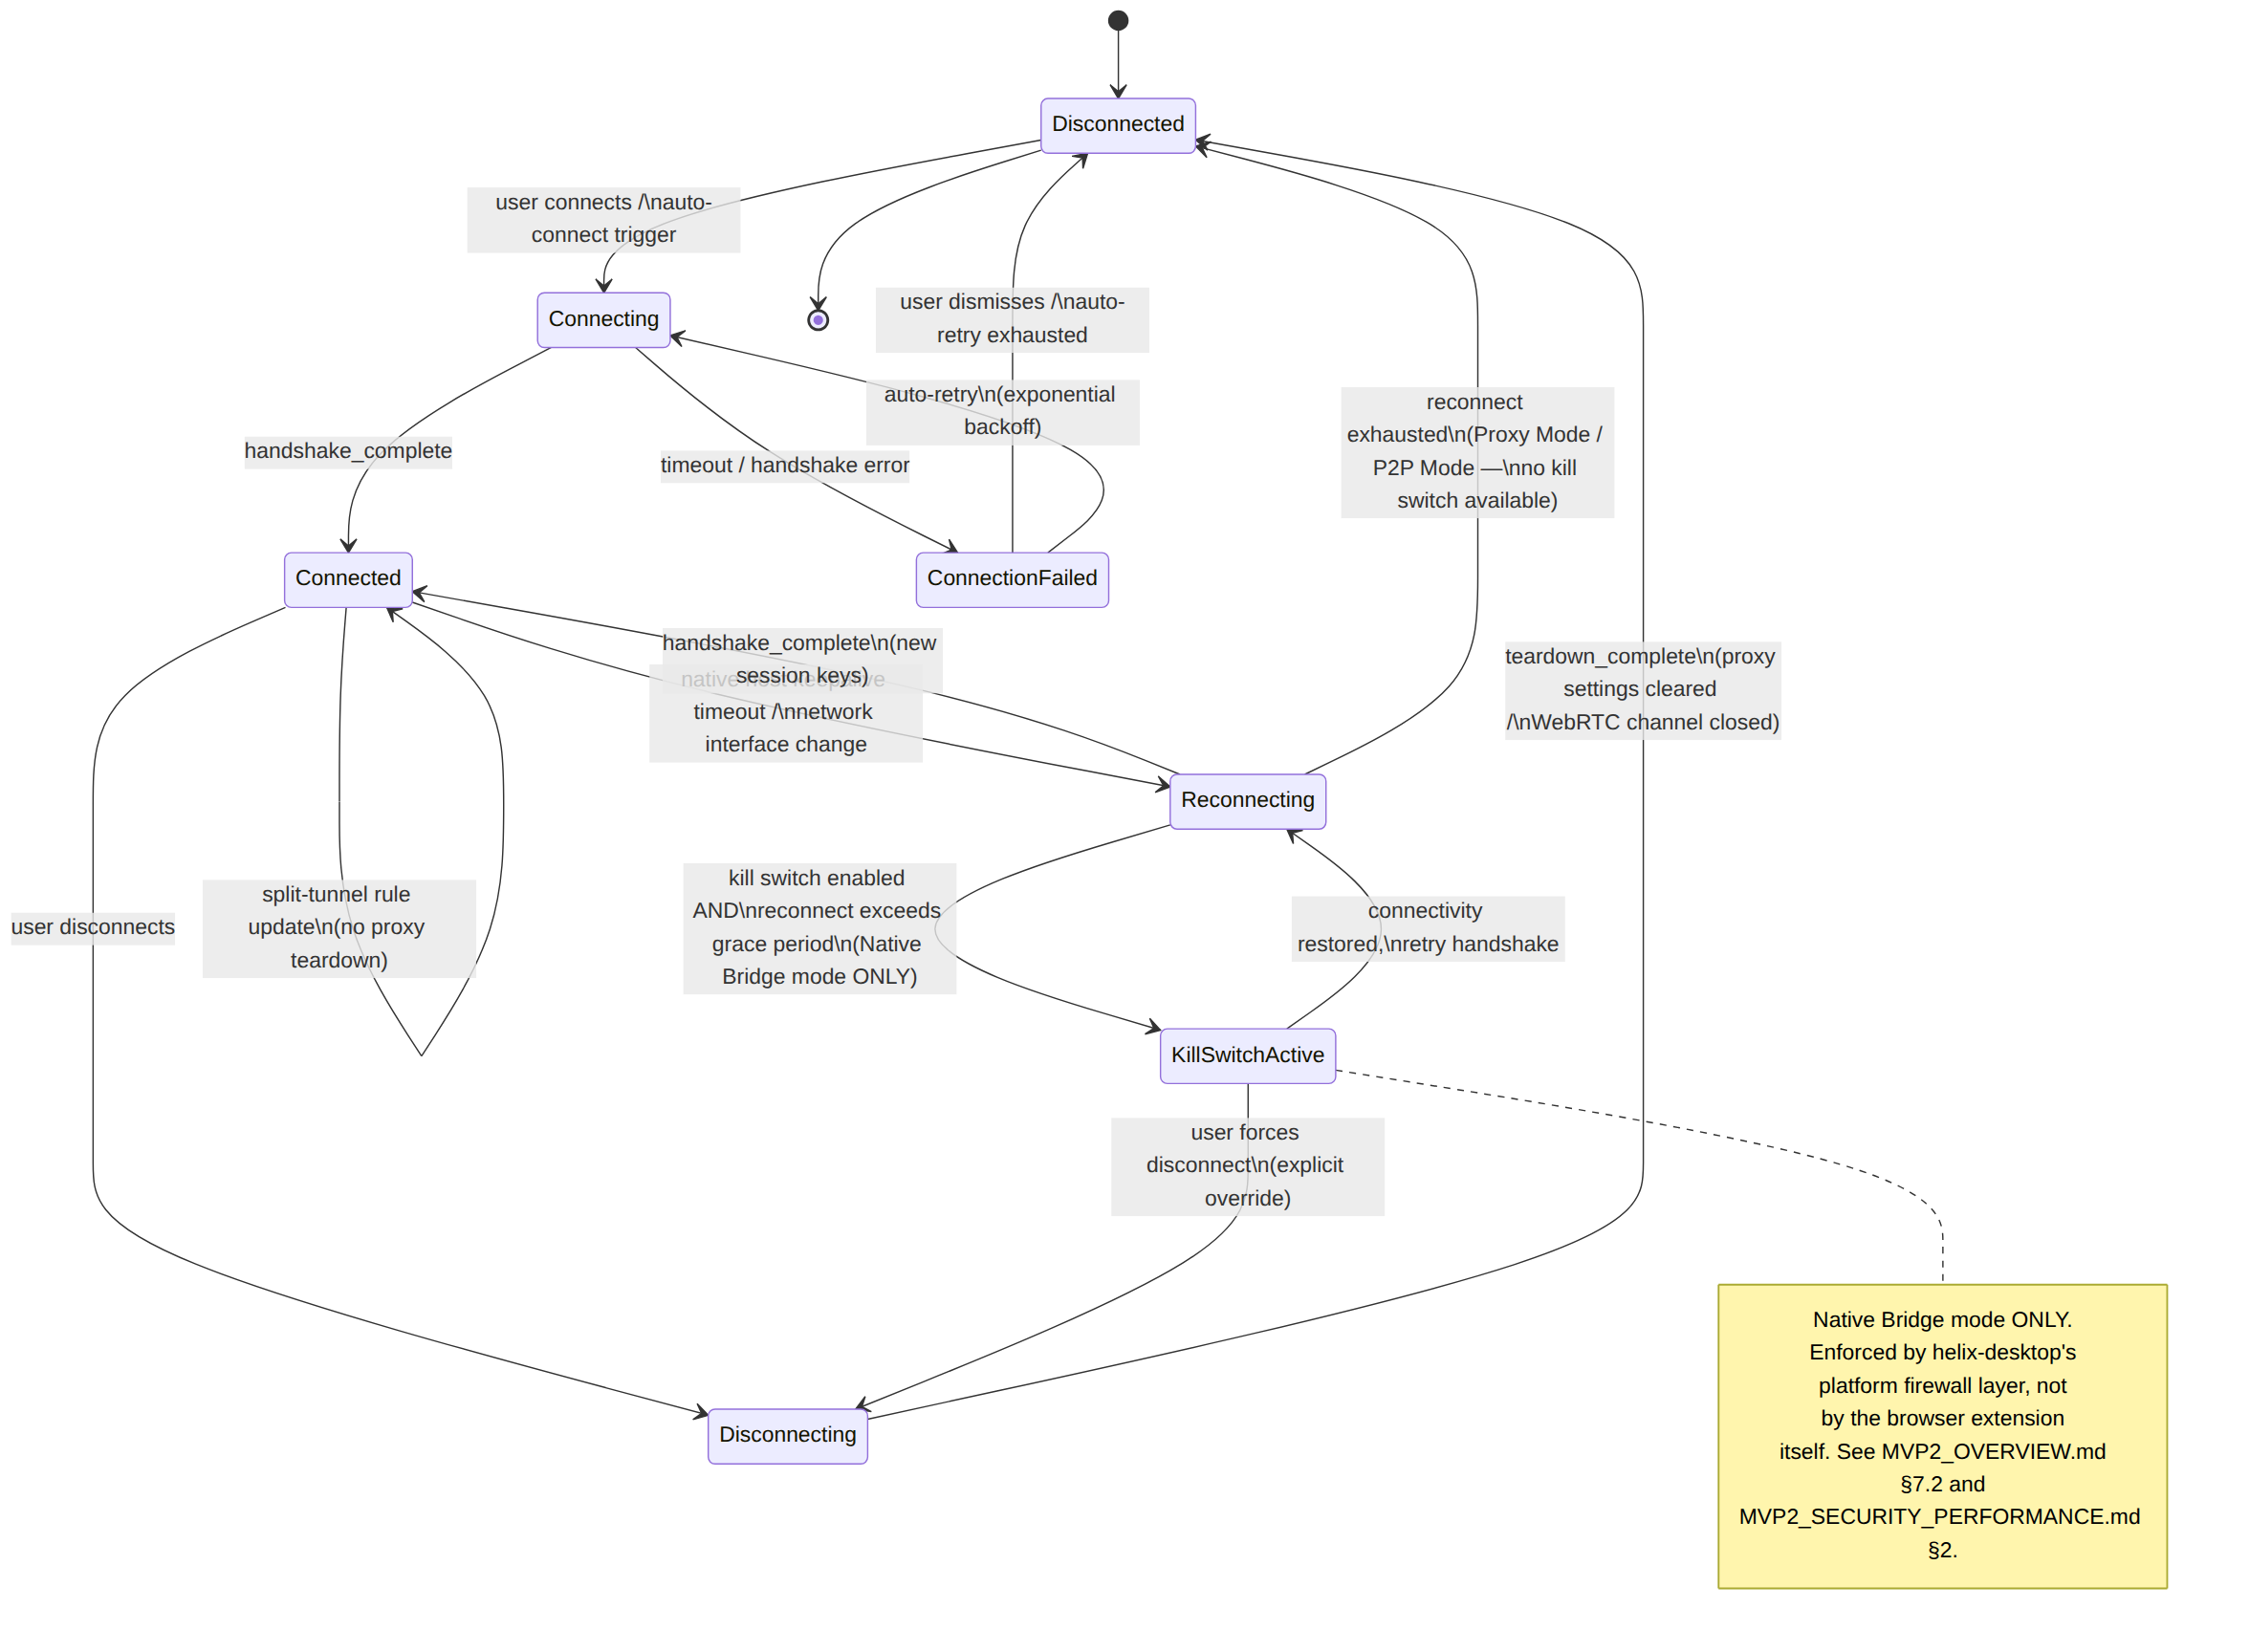 Disconnected
user connects /\nauto-
connect trigger
Connecting
user dismisses /\nauto-
retry exhausted
auto-retry\n(exponential
backoff)
reconnect
exhausted\n(Proxy Mode /
P2P Mode —\nno kill
switch available)
handshake_complete
timeout / handshake error
Connected
ConnectionFailed
handshake_complete\n(new
session keys)
native host keepalive
timeout /\nnetwork
interface change
teardown_complete\n(proxy
settings cleared
/\nWebRTC channel closed)
Reconnecting
kill switch enabled
AND\nreconnect exceeds
grace period\n(Native
Bridge mode ONLY)
connectivity
restored,\nretry handshake
user disconnects
split-tunnel rule
update\n(no proxy
teardown)
KillSwitchActive
user forces
disconnect\n(explicit
override)
Native Bridge mode ONLY.
Enforced by helix-desktop's
platform firewall layer, not
by the browser extension
itself. See MVP2_OVERVIEW.md
§7.2 and
MVP2_SECURITY_PERFORMANCE.md
§2.
Disconnecting